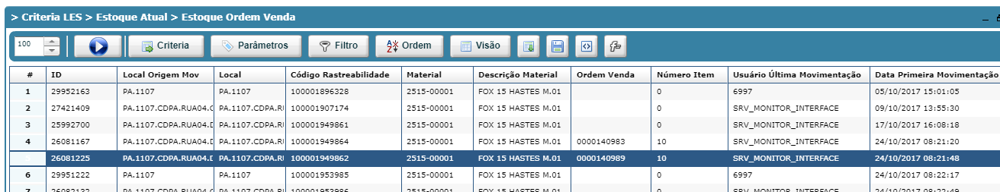 > Criteria LES > Estoque Atual > Estoque Ordem Venda
100 Criteria Parâmetros Filtro Ordem Visão
# ID Local Origem Mov Local Código Rastreabilidade Material Descrição Material Ordem Venda Número Item Usuário Última Movimentação Data Primeira Movimentação
1 29952163 PA.1107 PA.1107 100001896328 2515-00001 FOX 15 HASTES M.01 0 6997 05/10/2017 15:01:05
2 27421409 PA.1107.CDPA.RUA04.C PA.1107.CDPA.RU 100001907174 2515-00001 FOX 15 HASTES M.01 0 SRV_MONITOR_INTERFACE 09/10/2017 13:55:30
3 25992700 PA.1107.CDPA.RUA04.D PA.1107.CDPA.RU 100001949861 2515-00001 FOX 15 HASTES M.01 0 SRV_MONITOR_INTERFACE 17/10/2017 16:08:18
4 26081167 PA.1107.CDPA.RUA04.D PA.1107.CDPA.RU 100001949864 2515-00001 FOX 15 HASTES M.01 0000140983 10 SRV_MONITOR_INTERFACE 24/10/2017 08:21:20
5 26081225 PA.1107.CDPA.RUA04.D PA.1107.CDPA.RU 100001949862 2515-00001 FOX 15 HASTES M.01 0000140989 10 SRV_MONITOR_INTERFACE 24/10/2017 08:21:48
6 29951222 PA.1107 PA.1107 100001953985 2515-00001 FOX 15 HASTES M.01 0 6997 24/10/2017 08:22:17
7 26082132 PA.1107.CDPA.RUA04.C PA.1107.CDPA.RU 100001953986 2515-00001 FOX 15 HASTES M.01 0 SRV_MONITOR_INTERFACE 24/10/2017 08:22:49